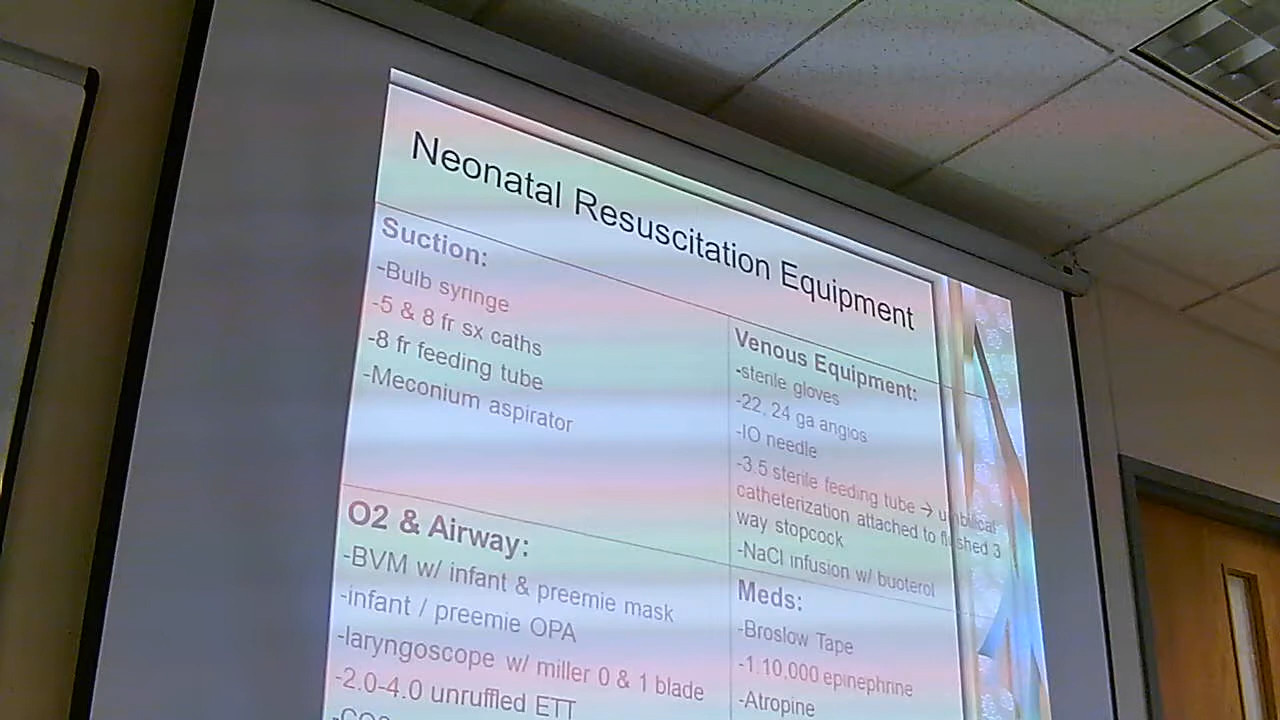 Neonatal Resuscitation Equipment
Suction:
-Bulb syringe
-5 & 8 fr sx caths
-8 fr feeding tube
-Meconium aspirator
Venous Equipment:
-sterile gloves
-22, 24 ga angios
-IO needle
-3.5 sterile feeding tube → umbilical
catheterization attached to flushed 3
way stopcock
-NaCl infusion w/
O2 & Airway:
-BVM w/ infant & preemie mask
-infant / preemie OPA
-laryngoscope w/ miller 0 & 1 blade
-2.0-4.0 unruffled ETT
Meds:
-Broslow Tape
-1:10,000 epinephrine
-Atropine